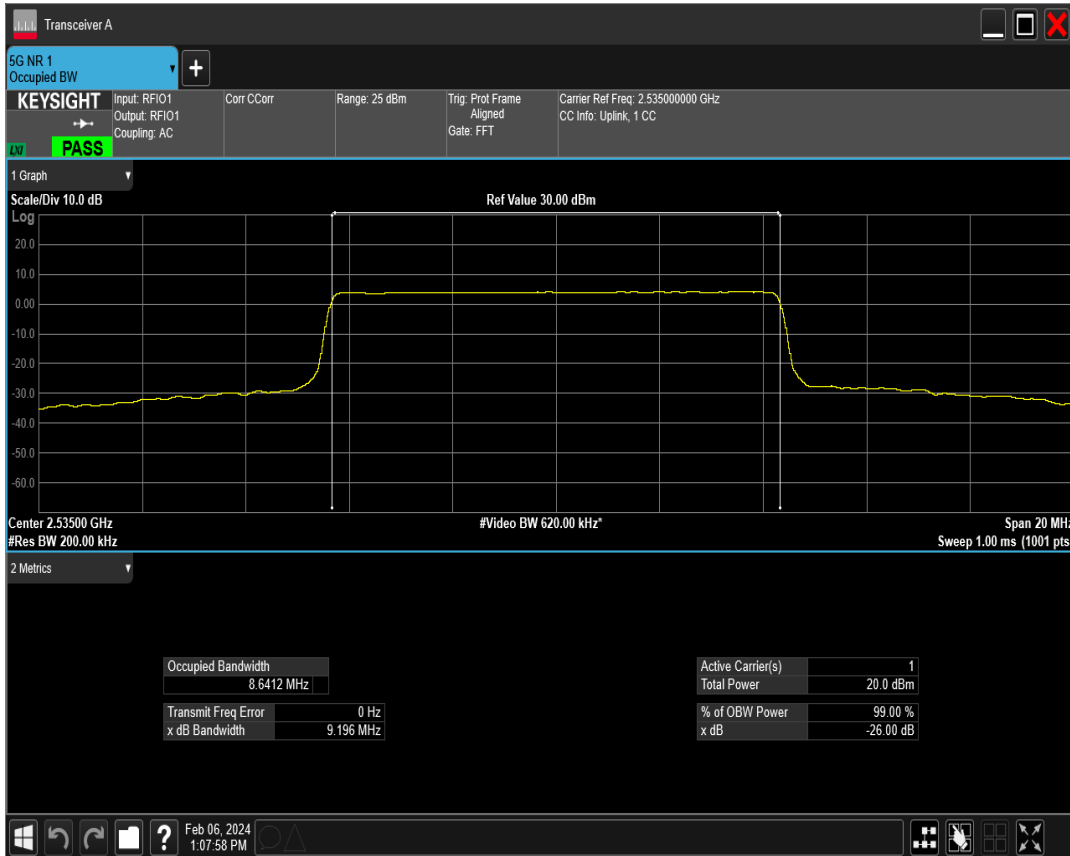 Transceiver A
5G NR 1
Occupied BW
KEYSIGHT
LXI
PASS
Input: RFIO1
Output: RFIO1
Coupling: AC
Corr CCorr
Range: 25 dBm
Trig: Prot Frame
Aligned
Gate: FFT
Carrier Ref Freq: 2.535000000 GHz
CC Info: Uplink, 1 CC
1 Graph
Scale/Div 10.0 dB
Ref Value 30.00 dBm
Log
20.0
10.0
0.00
-10.0
-20.0
-30.0
-40.0
-50.0
-60.0
Center 2.53500 GHz
#Video BW 620.00 kHz*
Span 20 MHz
#Res BW 200.00 kHz
Sweep 1.00 ms (1001 pts
2 Metrics
Occupied Bandwidth
8.6412 MHz
Transmit Freq Error 0 Hz
x dB Bandwidth 9.196 MHz
Active Carrier(s) 1
Total Power 20.0 dBm
% of OBW Power 99.00 %
x dB -26.00 dB
?
Feb 06, 2024
1:07:58 PM